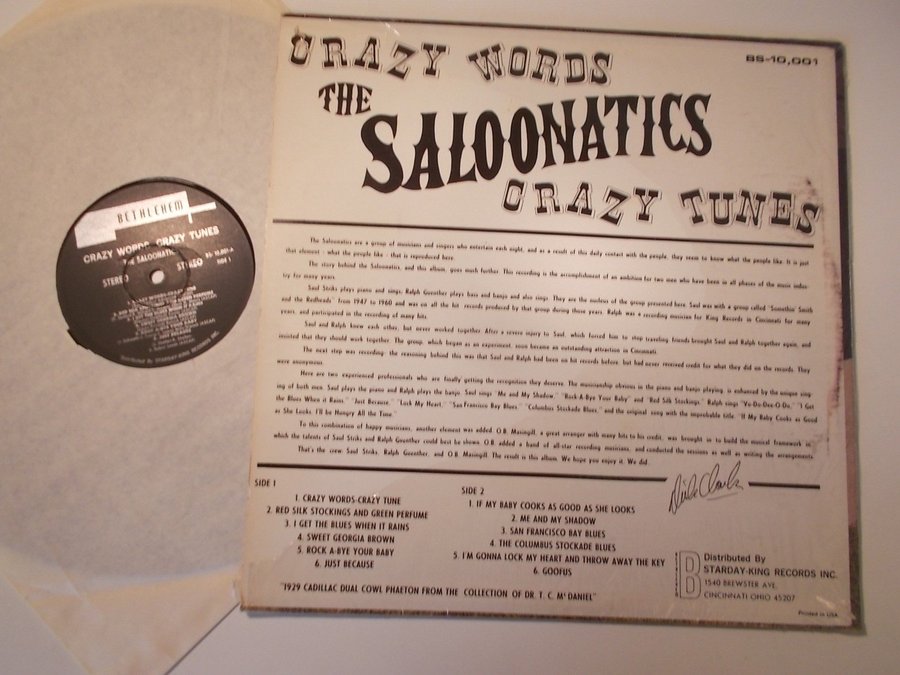 CRAZY WORDS
BS-10,001
THE
SALOONATICS
CRAZY TUNES
The Saloonatics are a group of musicians and singers who entertain each night, and as a result of this daily contact with the people, they seem to know what the people like. It is just
that element - what the people like - that is reproduced here.
The story behind the Saloonatics, and this album, goes much further. This recording is the accomplishment of an ambition for two men who have been in all phases of the music indus-
try for many years.
Saul Striks plays piano and sings; Ralph Guenther plays bass and banjo and also sings. They are the nucleus of the group presented here. Saul was with a group called "Somethin' Smith
and the Redheads" from 1947 to 1960 and was on all the hit records produced by that group during those years. Ralph was a recording musician for King Records in Cincinnati for many
years, and participated in the recording of many hits.
Saul and Ralph knew each other, but never worked together. After a severe injury to Saul, which forced him to stop traveling, friends brought Saul and Ralph together again, and
insisted that they should work together. The group, which began as an experiment, soon became an outstanding attraction in Cincinnati.
The next step was recording; the reasoning behind this was that Saul and Ralph had been on hit records before, but had never received credit for what they did on the records. They
were anonymous.
Here are two experienced professionals who are finally getting the recognition they deserve. The musicianship obvious in the piano and banjo playing, is enhanced by the unique sing-
ing of both men. Saul plays the piano and Ralph plays the banjo. Saul sings "Me and My Shadow," "Rock-A-Bye Your Baby" and "Red Silk Stockings." Ralph sings "Vo-Do-Dee-O-Do," "I Get
the Blues When it Rains," "Just Because," "Lock My Heart," "San Francisco Bay Blues," "Columbus Stockade Blues," and the original song with the improbable title, "If My Baby Cooks as Good
as She Looks, I'll be Hungry All the Time."
To this combination of happy musicians, another element was added. O.B. Masingill, a great arranger with many hits to his credit, was brought in to build the musical framework in
which the talents of Saul Striks and Ralph Guenther could best be shown. O.B. added a band of all-star recording musicians, and conducted the sessions as well as writing the arrangements.
That's the crew, Saul Striks, Ralph Guenther, and O.B. Masingill. The result is this album. We hope you enjoy it. We did.
Dick Clark
SIDE 1
1. CRAZY WORDS-CRAZY TUNE
2. RED SILK STOCKINGS AND GREEN PERFUME
3. I GET THE BLUES WHEN IT RAINS
4. SWEET GEORGIA BROWN
5. ROCK A-BYE YOUR BABY
6. JUST BECAUSE
SIDE 2
1. IF MY BABY COOKS AS GOOD AS SHE LOOKS
2. ME AND MY SHADOW
3. SAN FRANCISCO BAY BLUES
4. THE COLUMBUS STOCKADE BLUES
5. I'M GONNA LOCK MY HEART AND THROW AWAY THE KEY
6. GOOFUS
"1929 CADILLAC DUAL COWL PHAETON FROM THE COLLECTION OF DR. T. C. McDANIEL"
B
Distributed By
STARDAY-KING RECORDS INC.
1540 BREWSTER AVE.
CINCINNATI OHIO 45207
Printed in USA
BETHLEHEM
CRAZY WORDS-CRAZY TUNES
THE SALOONATICS
BS-10,001-A
STEREO
STEREO
SIDE 1
Distributed By STARDAY-KING RECORDS INC.